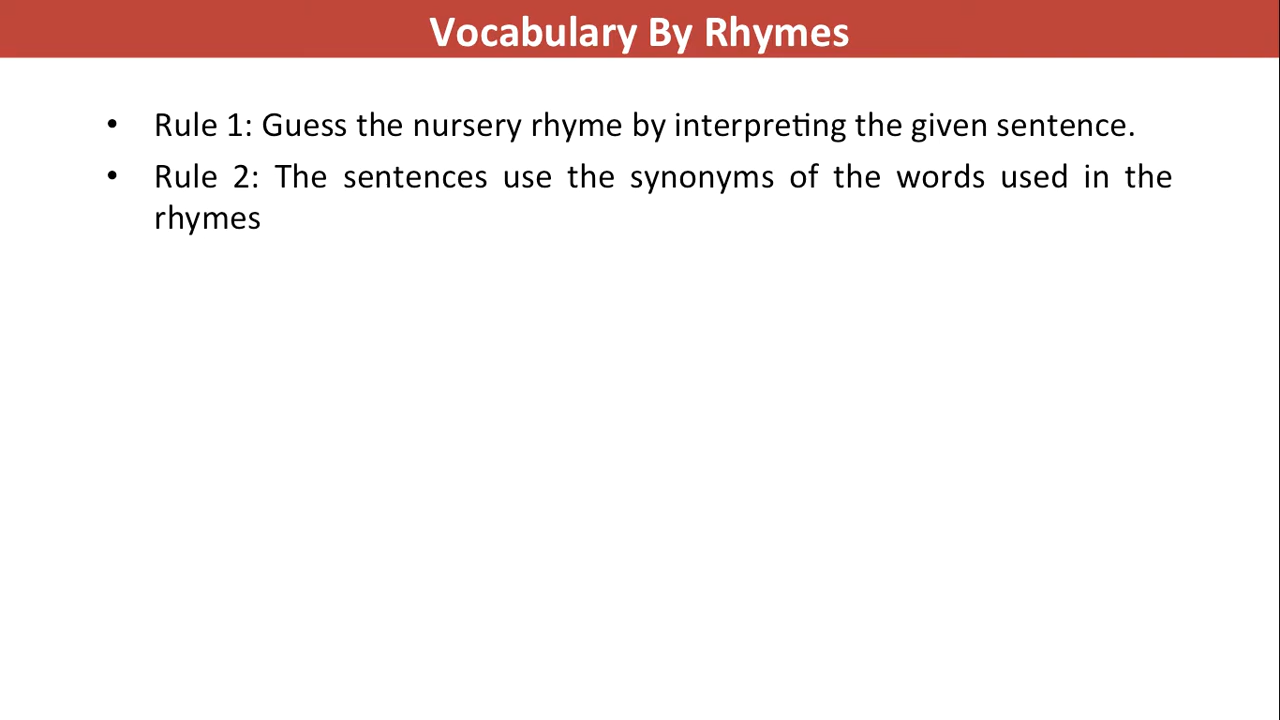 Vocabulary By Rhymes
• Rule 1: Guess the nursery rhyme by interpreting the given sentence.
• Rule 2: The sentences use the synonyms of the words used in the
rhymes